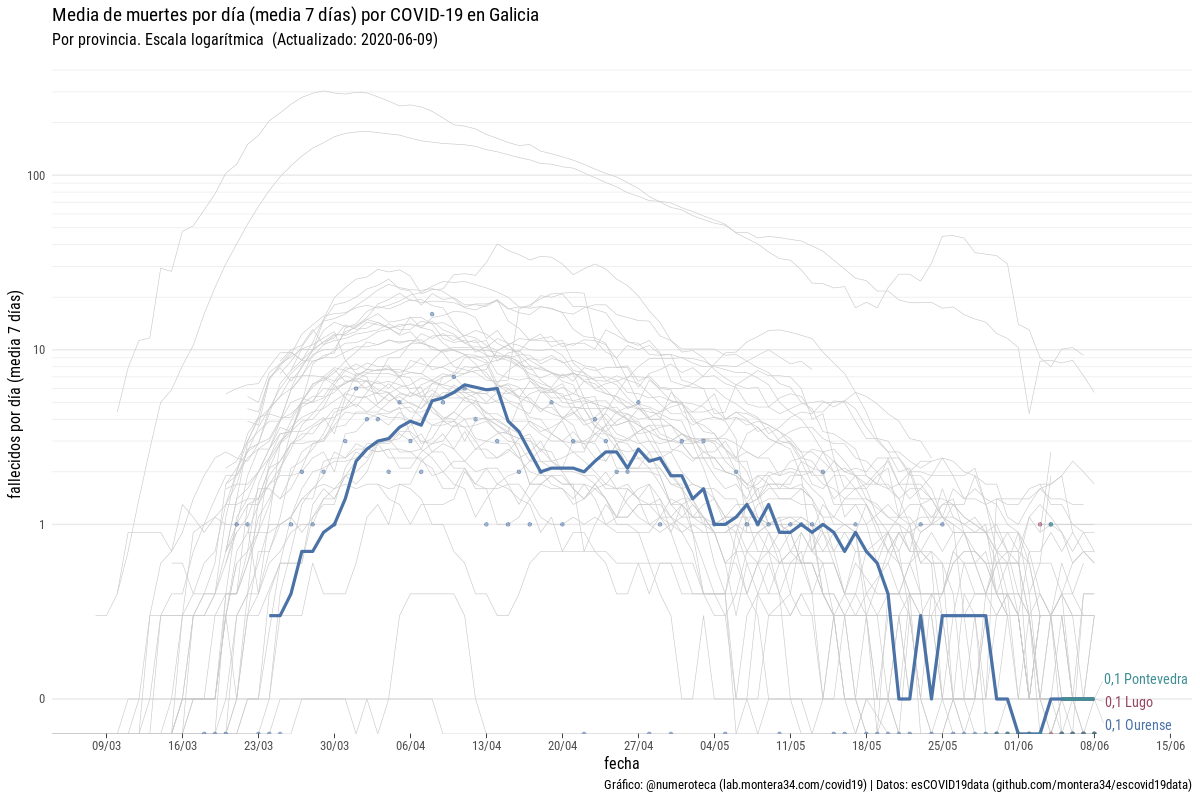 Media de muertes por día (media 7 días) por COVID-19 en Galicia
Por provincia. Escala logarítmica (Actualizado: 2020-06-09)
fallecidos por día (media 7 días)
100
10
1
0
0,1 Pontevedra
0,1 Lugo
0,1 Ourense
09/03 16/03 23/03 30/03 06/04 13/04 20/04 27/04 04/05 11/05 18/05 25/05 01/06 08/06 15/06
fecha
Gráfico: @numeroteca (lab.montera34.com/covid19) | Datos: esCOVID19data (github.com/montera34/escovid19data)